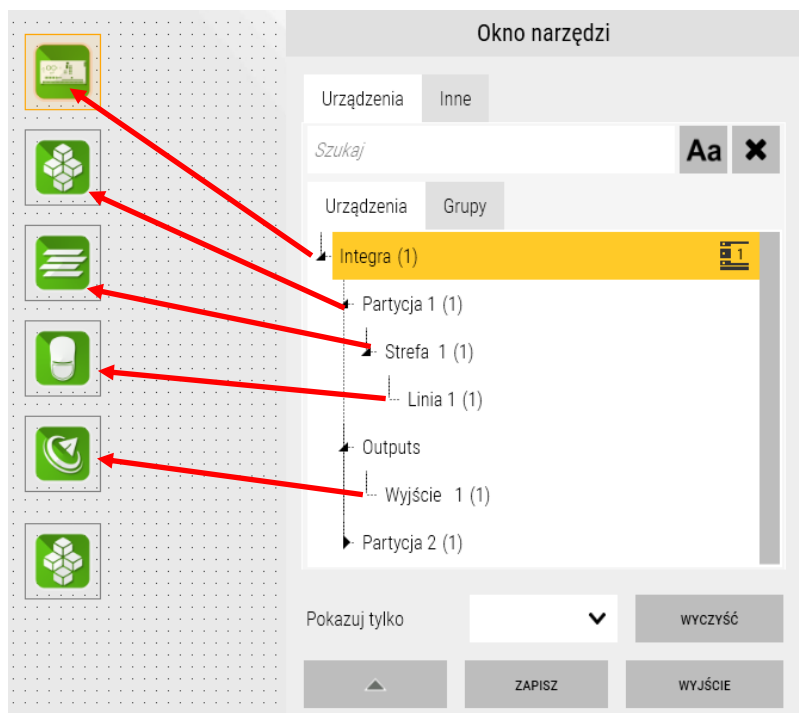 Okno narzędzi
Urządzenia Inne
Szukaj Aa
Urządzenia Grupy
Integra (1) 1
Partycja 1 (1)
Strefa 1 (1)
Linia 1 (1)
Outputs
Wyjście 1 (1)
Partycja 2 (1)
Pokazuj tylko WYCZYŚĆ
ZAPISZ WYJŚCIE